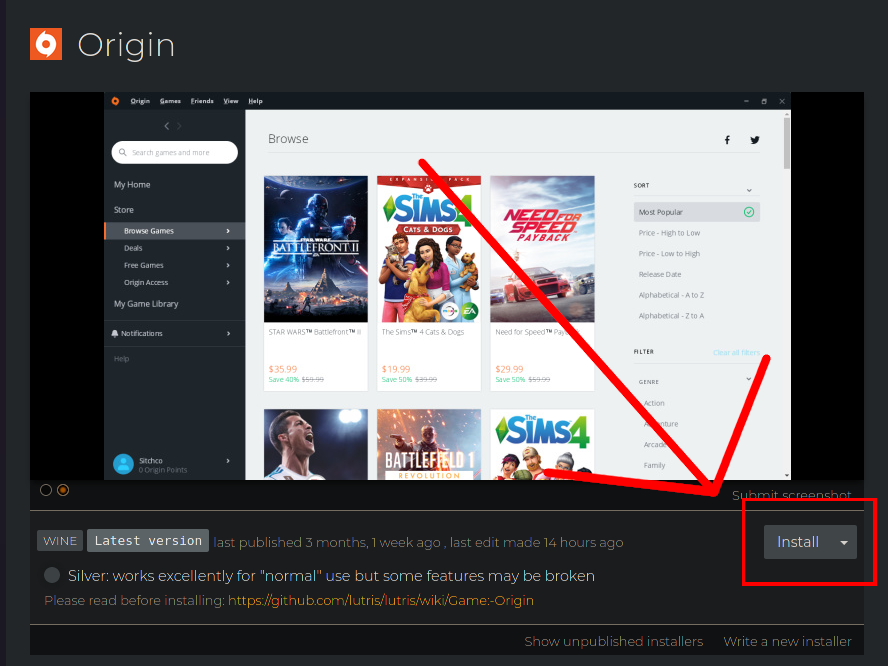 Origin
Origin Games Friends View Help
Search games and more
My Home
Store
Browse Games
Deals
Free Games
Origin Access
My Game Library
Notifications
Help
Sitchco
0 Origin Points
Browse
STAR WARS
BATTLEFRONT II
STAR WARS™ Battlefront™ II
$35.99
Save 40% $59.99
EXPANSION PACK
The SIMS 4
CATS & DOGS
EA
The Sims™ 4 Cats & Dogs
$19.99
Save 50% $39.99
NEED FOR SPEED
PAYBACK
Need for Speed™
$29.99
Save 50% $59.99
BATTLEFIELD 1
REVOLUTION
The SIMS 4
SORT
Most Popular
Price - High to Low
Price - Low to High
Release Date
Alphabetical - A to Z
Alphabetical - Z to A
FILTER
Clear all filters
GENRE
Action
Adventure
Arcade
Family
Submit screenshot
WINE Latest version last published 3 months, 1 week ago , last edit made 14 hours ago
Install
Silver: works excellently for "normal" use but some features may be broken
Please read before installing: https://github.com/lutris/lutris/wiki/Game:-Origin
Show unpublished installers Write a new installer